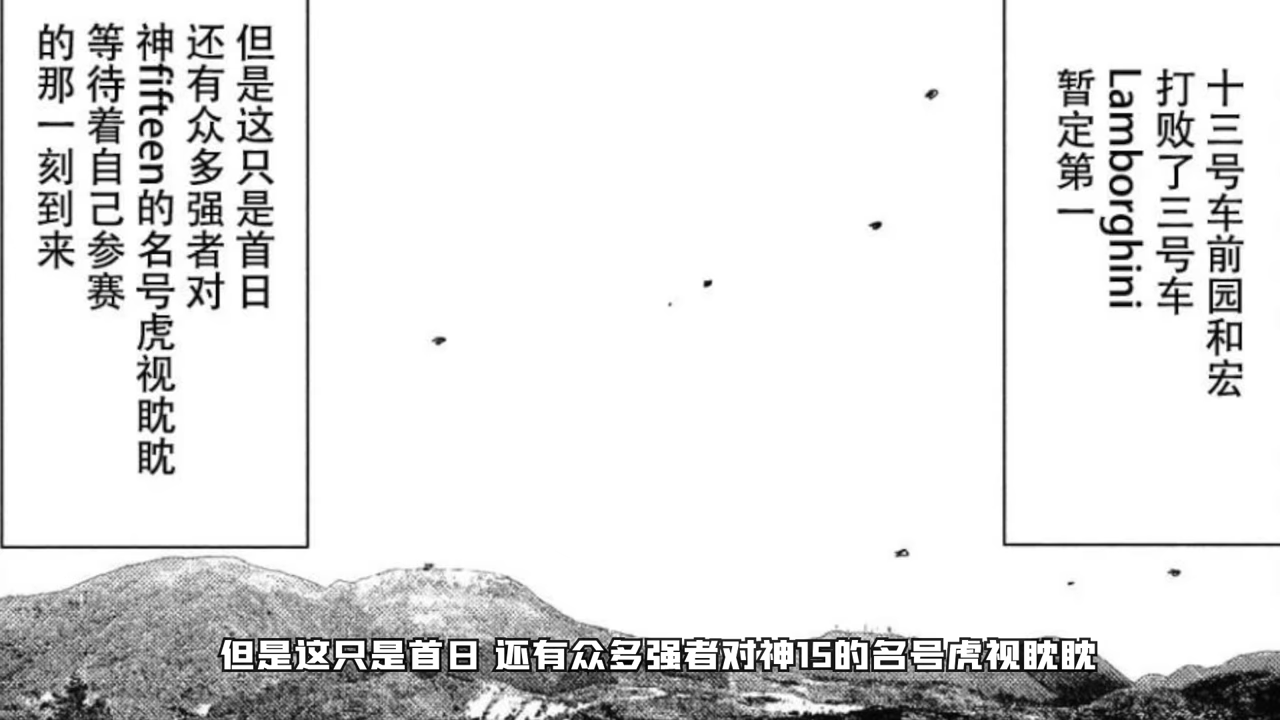 十三号车前园和宏
打败了三号车
Lamborghini
暂定第一
但是这只是首日
还有众多强者对
神fifteen的名号虎视眈眈
等待着自己参赛
的那一刻到来
但是这只是首日 还有众多强者对神15的名号虎视眈眈